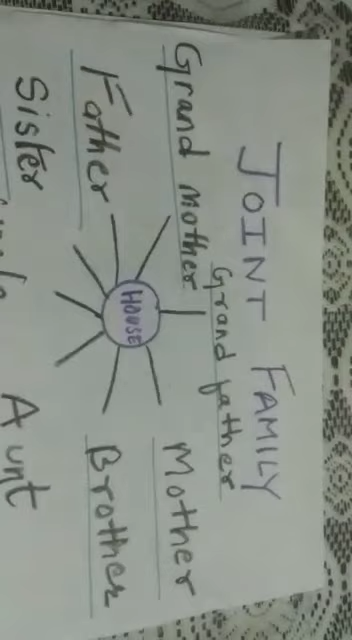 JOINT FAMILY
Grand father
Grand mother
Mother
HOUSE
Father
Brother
Sister
Aunt